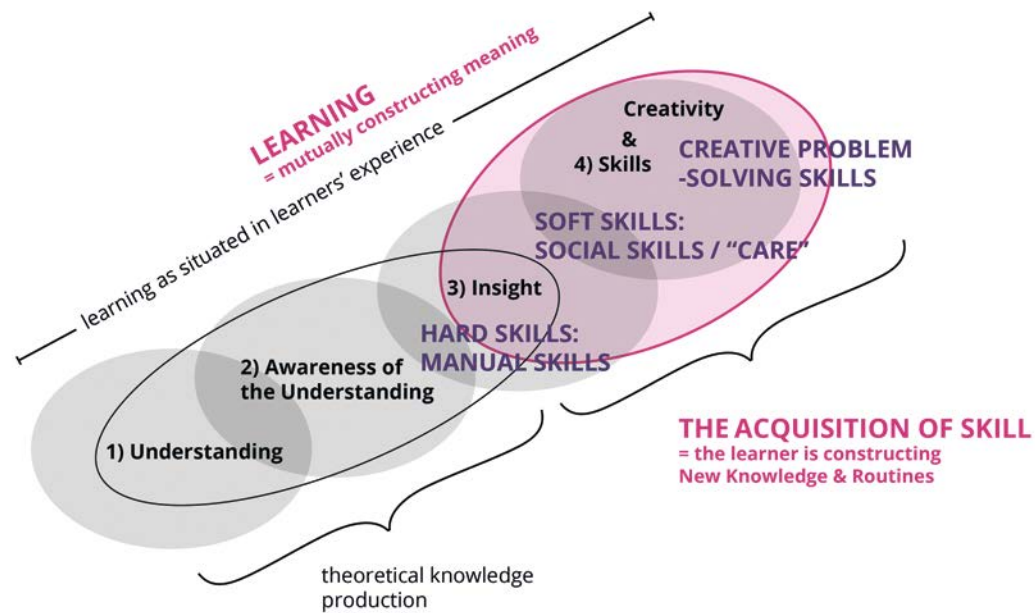 LEARNING
= mutually constructing meaning
learning as situated in learners’ experience
Creativity
&
4) Skills
CREATIVE PROBLEM
-SOLVING SKILLS
SOFT SKILLS:
SOCIAL SKILLS / “CARE”
3) Insight
HARD SKILLS:
MANUAL SKILLS
2) Awareness of
the Understanding
1) Understanding
THE ACQUISITION OF SKILL
= the learner is constructing
New Knowledge & Routines
theoretical knowledge
production